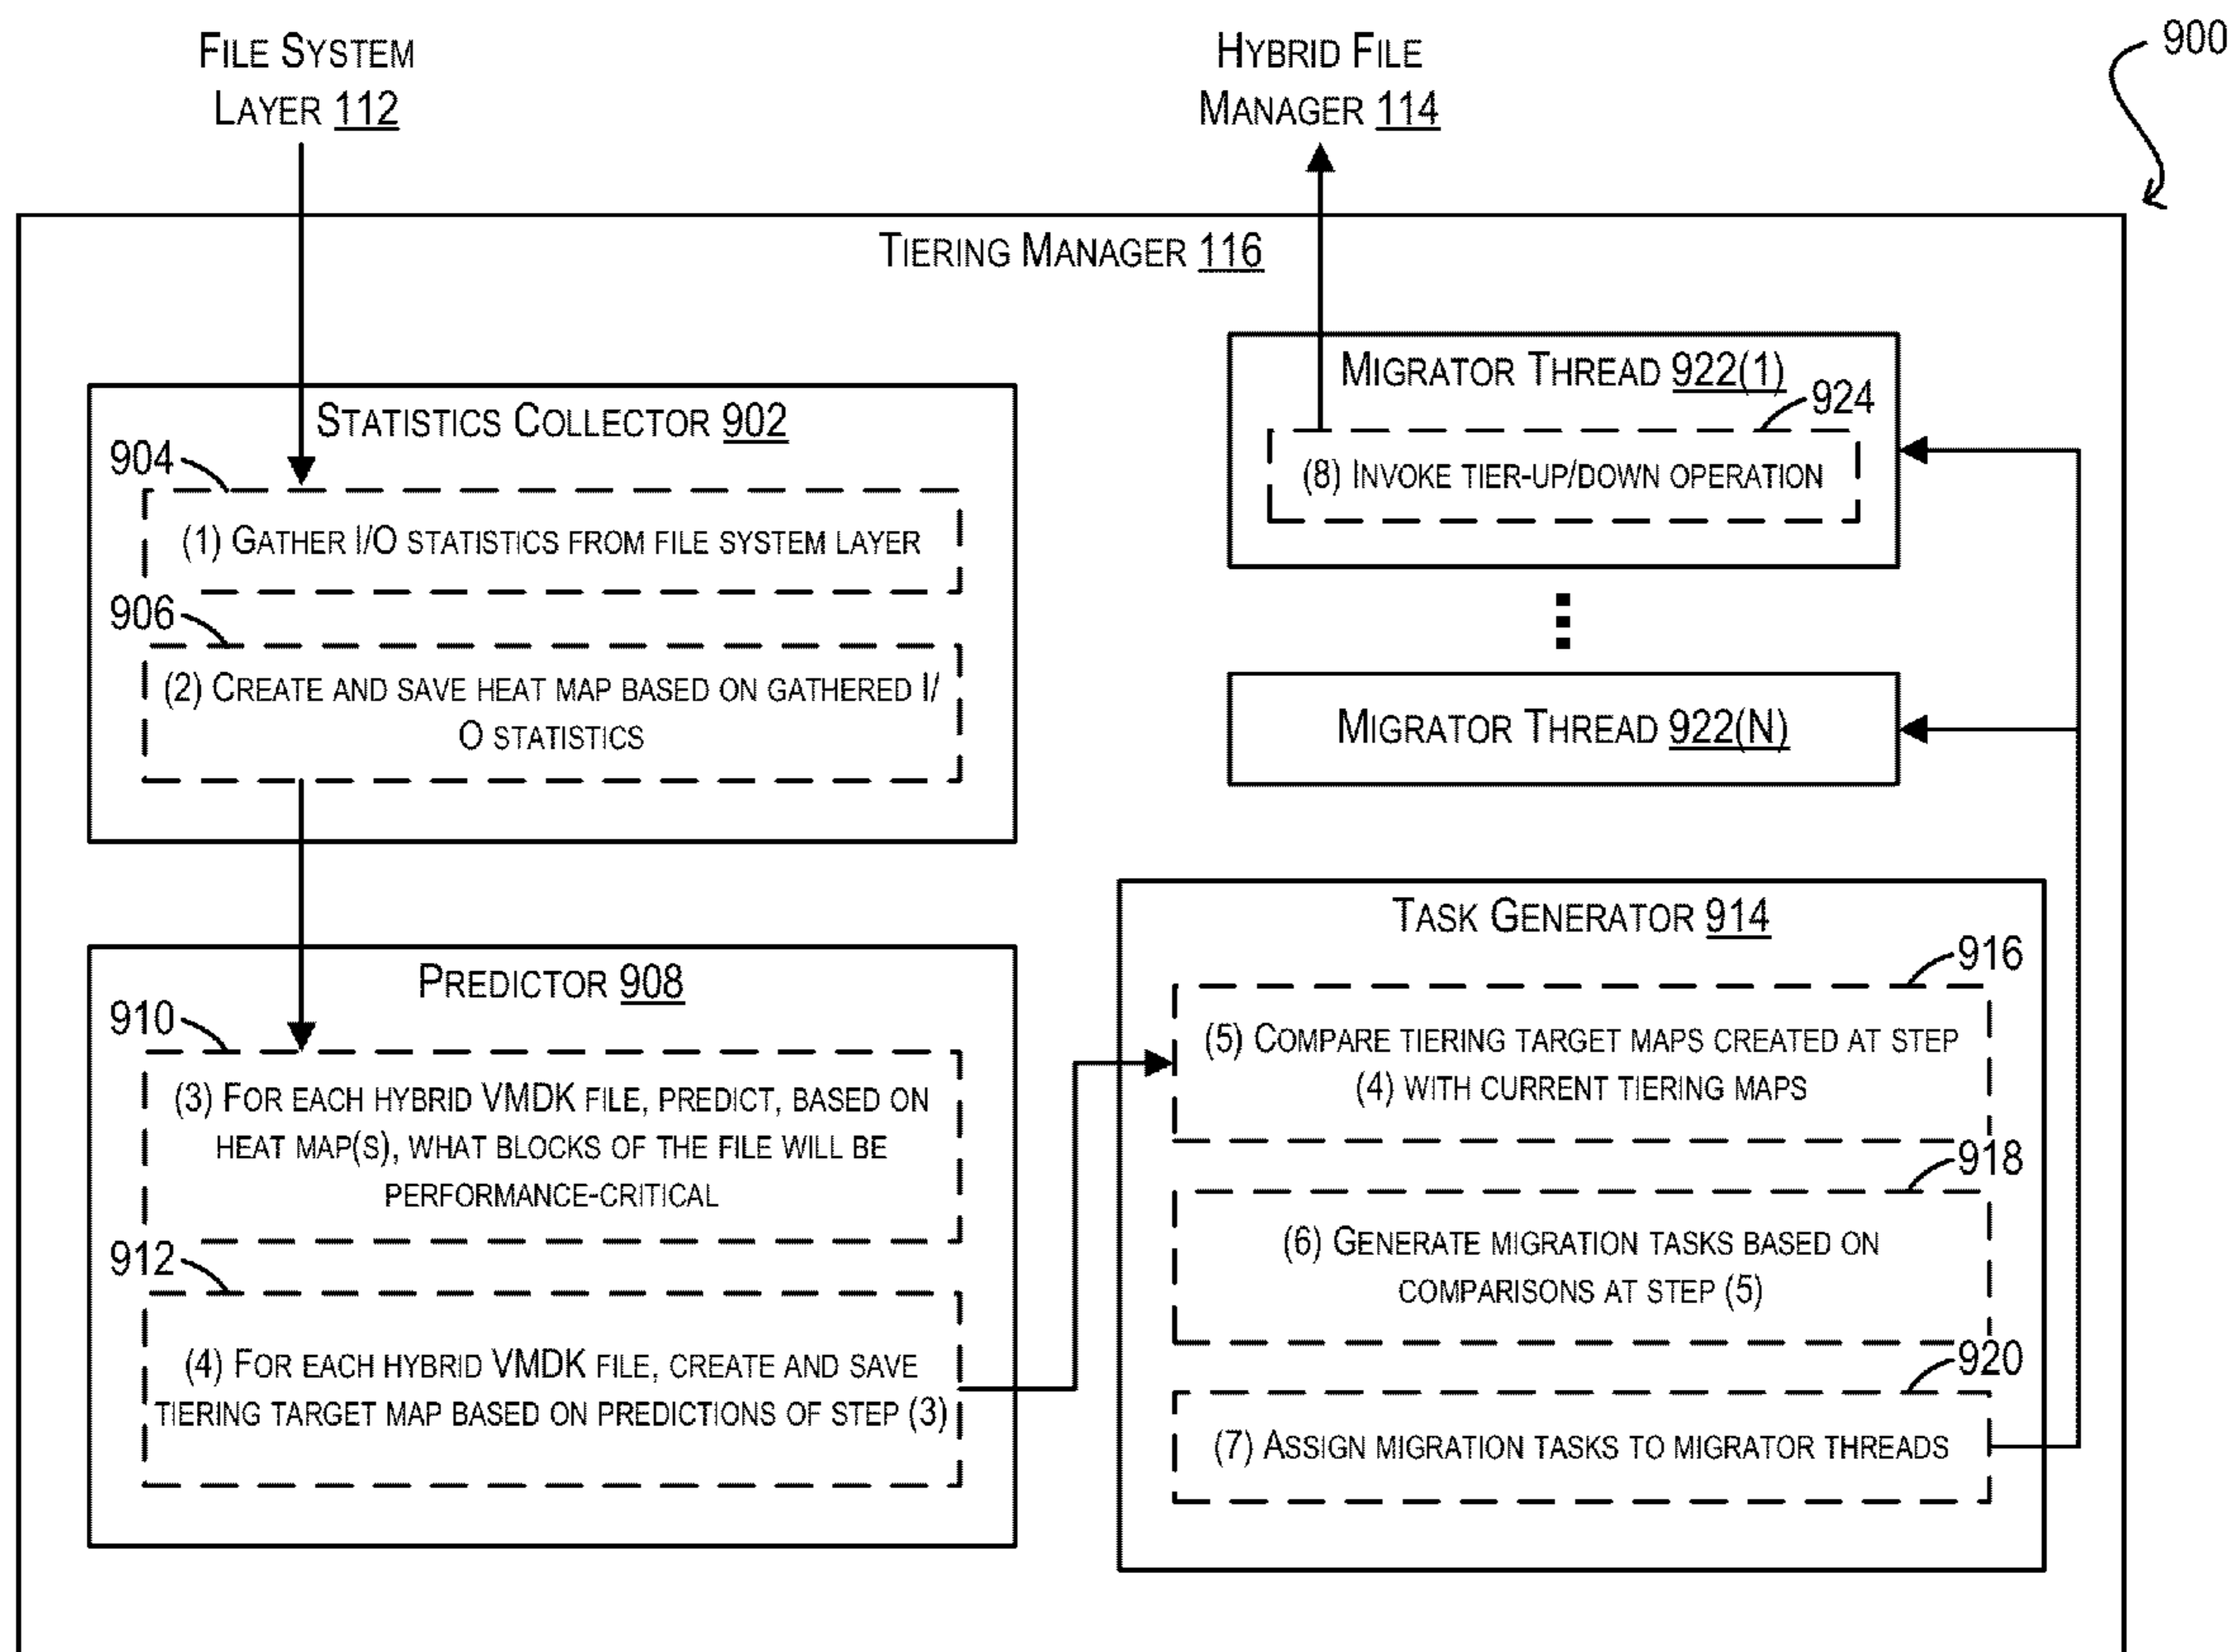 FILE SYSTEM
LAYER 112
HYBRID FILE
MANAGER 114
900
TIERING MANAGER 116
STATISTICS COLLECTOR 902
904
(1) GATHER I/O STATISTICS FROM FILE SYSTEM LAYER
906
(2) CREATE AND SAVE HEAT MAP BASED ON GATHERED I/
O STATISTICS
PREDICTOR 908
910
(3) FOR EACH HYBRID VMDK FILE, PREDICT, BASED ON
HEAT MAP(S), WHAT BLOCKS OF THE FILE WILL BE
PERFORMANCE-CRITICAL
912
(4) FOR EACH HYBRID VMDK FILE, CREATE AND SAVE
TIERING TARGET MAP BASED ON PREDICTIONS OF STEP (3)
MIGRATOR THREAD 922(1)
924
(8) INVOKE TIER-UP/DOWN OPERATION
MIGRATOR THREAD 922(N)
TASK GENERATOR 914
916
(5) COMPARE TIERING TARGET MAPS CREATED AT STEP
(4) WITH CURRENT TIERING MAPS
918
(6) GENERATE MIGRATION TASKS BASED ON
COMPARISONS AT STEP (5)
920
(7) ASSIGN MIGRATION TASKS TO MIGRATOR THREADS